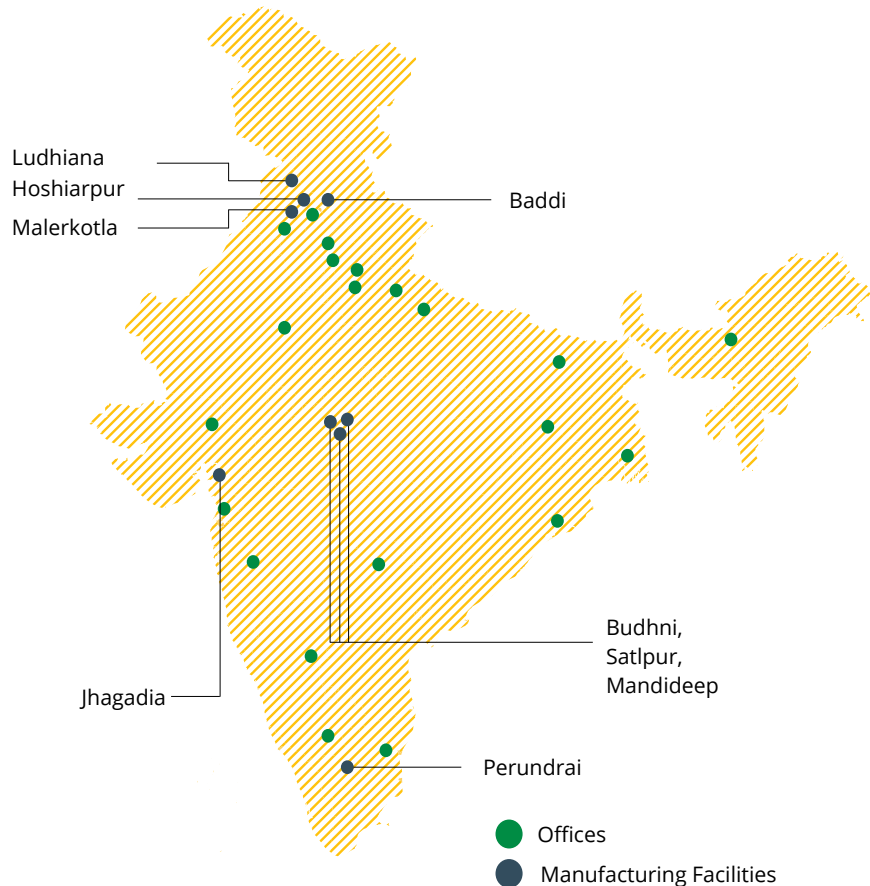 Ludhiana
Hoshiarpur
Malerkotla
Baddi
Budhni,
Satlpur,
Mandideep
Jhagadia
Perundrai
Offices
Manufacturing Facilities